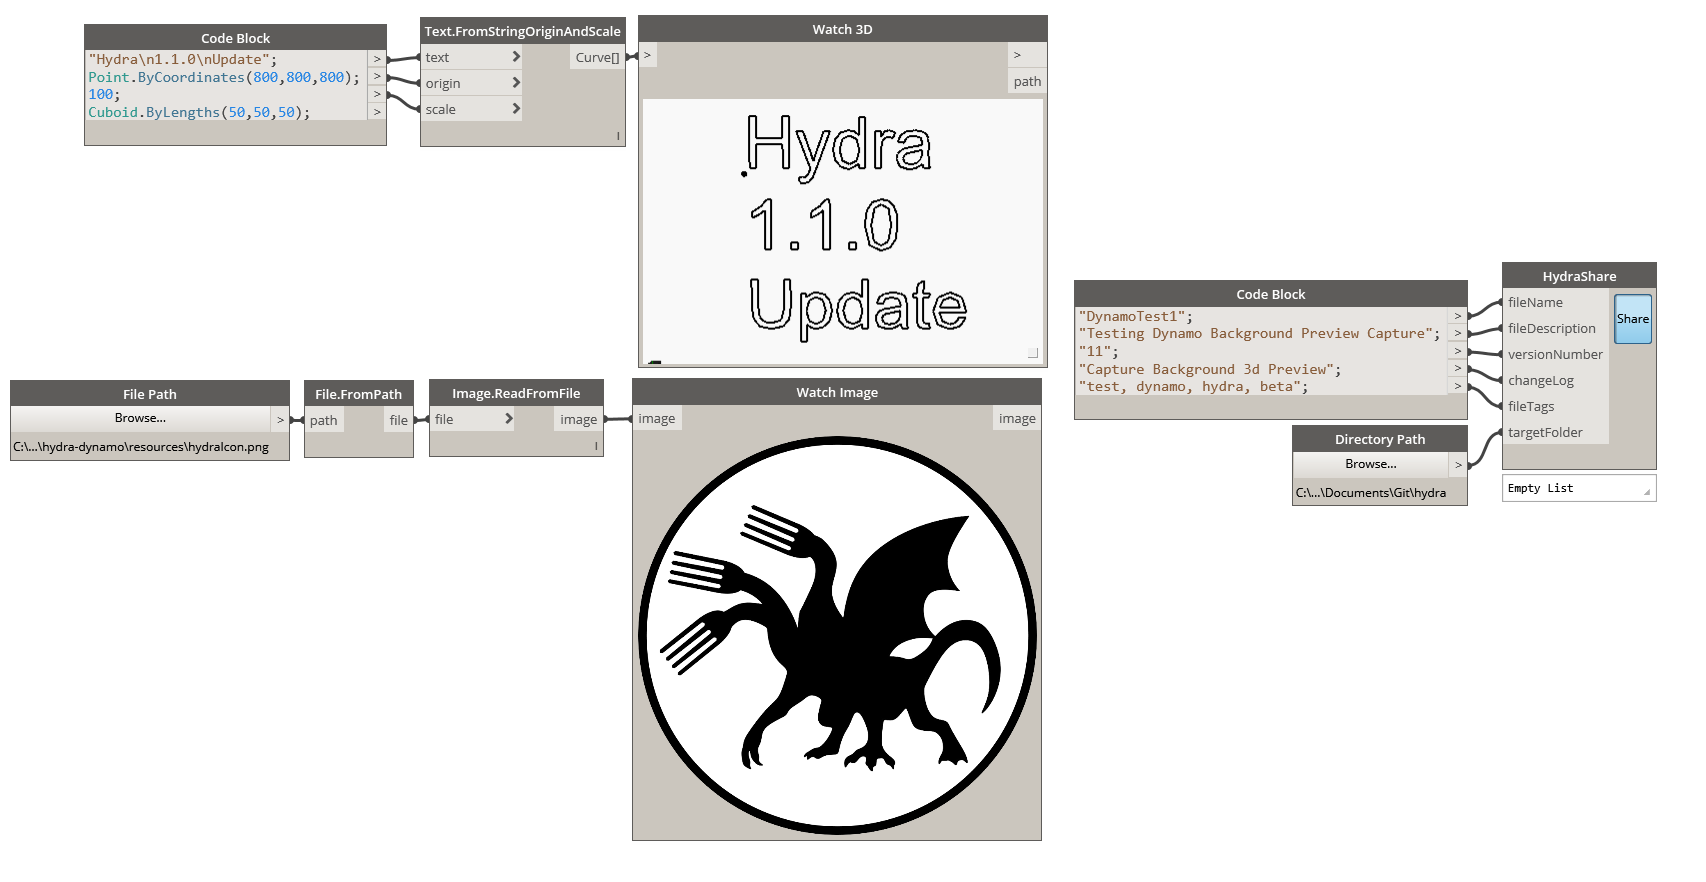 Code Block
"Hydra\n1.1.0\nUpdate"; >
Point.ByCoordinates(800,800,800); >
100; >
Cuboid.ByLengths(50,50,50); >
Text.FromStringOriginAndScale
text > Curve[]
origin >
scale >
l
Watch 3D
> >
path
Hydra
1.1.0
Update
File Path
Browse... >
C:\...\hydra-dynamo\resources\hydraIcon.png
File.FromPath
path file
Image.ReadFromFile
file > image
l
Watch Image
image image
Code Block
"DynamoTest1"; >
"Testing Dynamo Background Preview Capture"; >
"11"; >
"Capture Background 3d Preview"; >
"test, dynamo, hydra, beta"; >
Directory Path
Browse... >
C:\...\Documents\Git\hydra
HydraShare
fileName
Share
fileDescription
versionNumber
changeLog
fileTags
targetFolder
Empty List